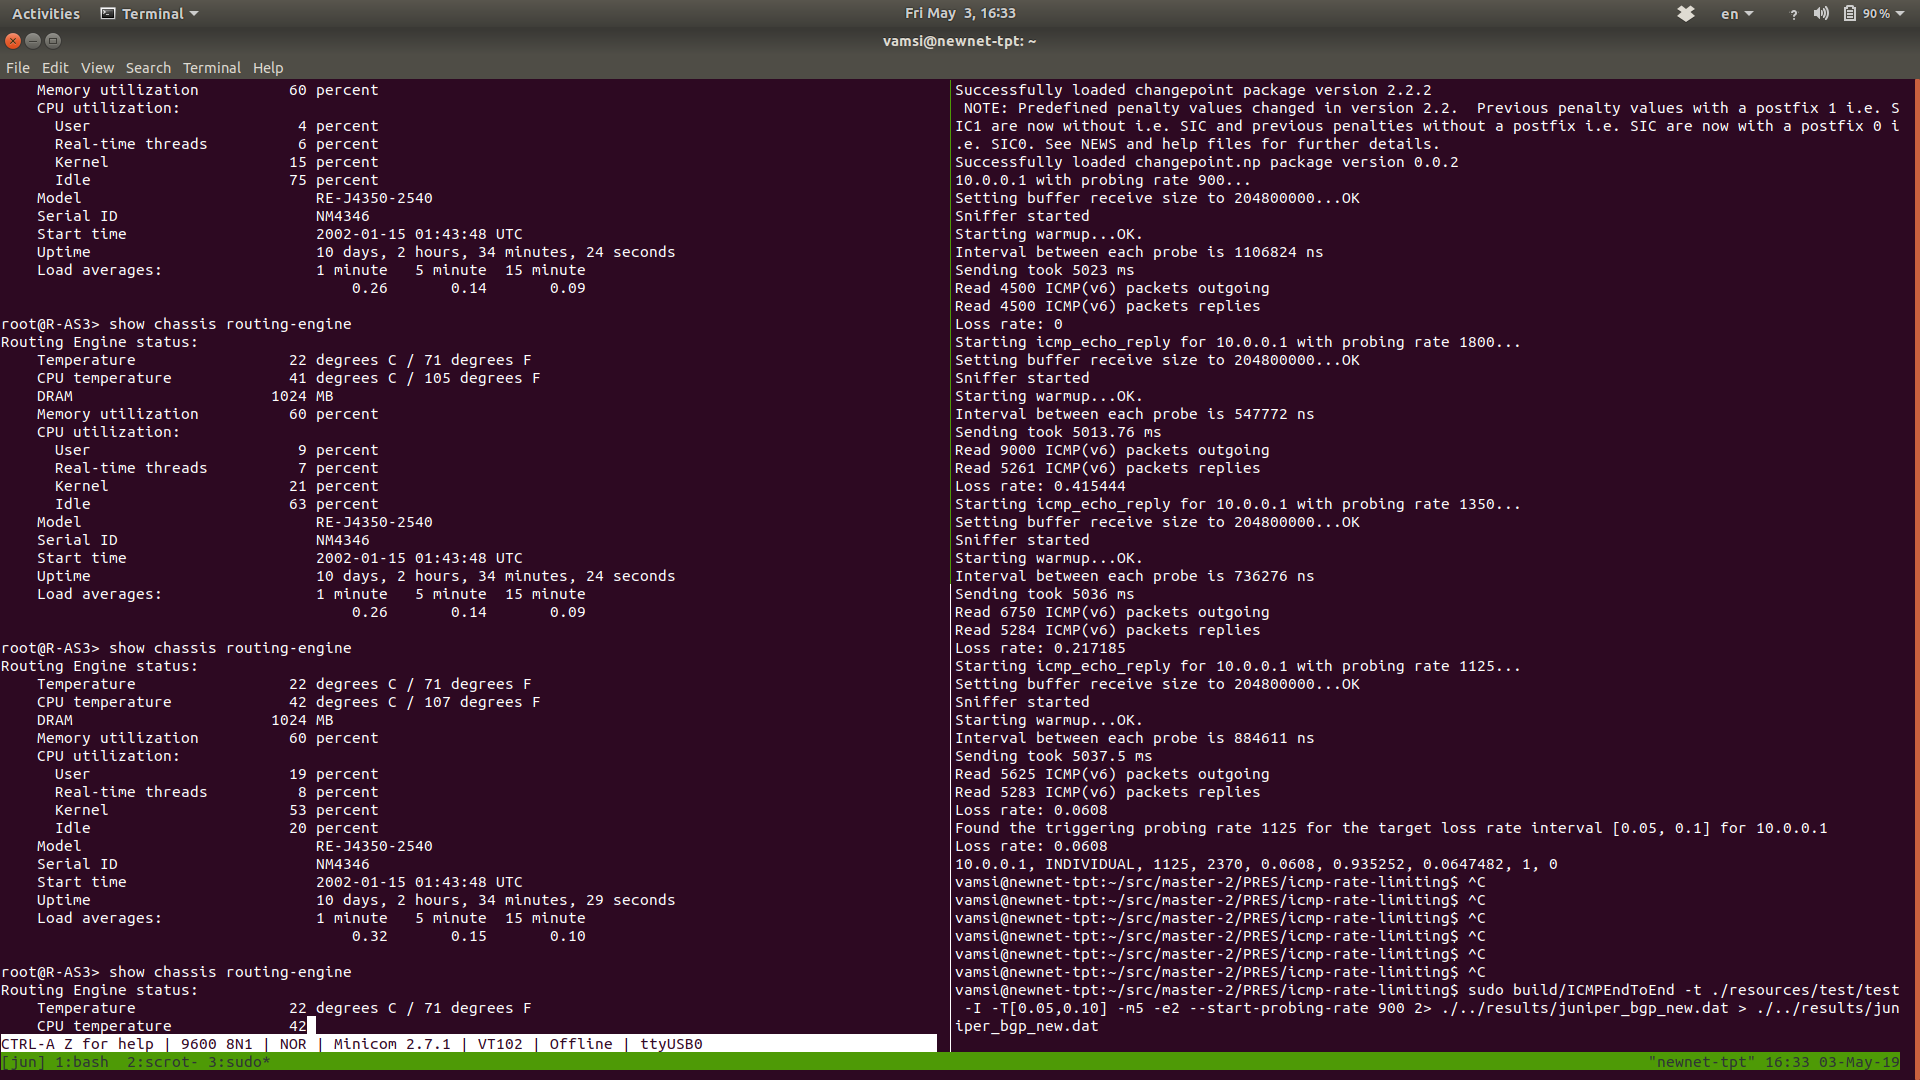 Activities Terminal Fri May 3, 16:33 en ? 90%
vamsi@newnet-tpt: ~
File Edit View Search Terminal Help
    Memory utilization          60 percent
    CPU utilization:
      User                       4 percent
      Real-time threads          6 percent
      Kernel                    15 percent
      Idle                      75 percent
    Model                          RE-J4350-2540
    Serial ID                      NM4346
    Start time                     2002-01-15 01:43:48 UTC
    Uptime                         10 days, 2 hours, 34 minutes, 24 seconds
    Load averages:                 1 minute   5 minute  15 minute
                                       0.26       0.14       0.09
root@R-AS3> show chassis routing-engine
Routing Engine status:
    Temperature                 22 degrees C / 71 degrees F
    CPU temperature             41 degrees C / 105 degrees F
    DRAM                      1024 MB
    Memory utilization          60 percent
    CPU utilization:
      User                       9 percent
      Real-time threads          7 percent
      Kernel                    21 percent
      Idle                      63 percent
    Model                          RE-J4350-2540
    Serial ID                      NM4346
    Start time                     2002-01-15 01:43:48 UTC
    Uptime                         10 days, 2 hours, 34 minutes, 24 seconds
    Load averages:                 1 minute   5 minute  15 minute
                                       0.26       0.14       0.09
root@R-AS3> show chassis routing-engine
Routing Engine status:
    Temperature                 22 degrees C / 71 degrees F
    CPU temperature             42 degrees C / 107 degrees F
    DRAM                      1024 MB
    Memory utilization          60 percent
    CPU utilization:
      User                      19 percent
      Real-time threads          8 percent
      Kernel                    53 percent
      Idle                      20 percent
    Model                          RE-J4350-2540
    Serial ID                      NM4346
    Start time                     2002-01-15 01:43:48 UTC
    Uptime                         10 days, 2 hours, 34 minutes, 29 seconds
    Load averages:                 1 minute   5 minute  15 minute
                                       0.32       0.15       0.10
root@R-AS3> show chassis routing-engine
Routing Engine status:
    Temperature                 22 degrees C / 71 degrees F
    CPU temperature             42
CTRL-A Z for help | 9600 8N1 | NOR | Minicom 2.7.1 | VT102 | Offline | ttyUSB0
Successfully loaded changepoint package version 2.2.2
 NOTE: Predefined penalty values changed in version 2.2.  Previous penalty values with a postfix 1 i.e. S
IC1 are now without i.e. SIC and previous penalties without a postfix i.e. SIC are now with a postfix 0 i
.e. SIC0. See NEWS and help files for further details.
Successfully loaded changepoint.np package version 0.0.2
10.0.0.1 with probing rate 900...
Setting buffer receive size to 204800000...OK
Sniffer started
Starting warmup...OK.
Interval between each probe is 1106824 ns
Sending took 5023 ms
Read 4500 ICMP(v6) packets outgoing
Read 4500 ICMP(v6) packets replies
Loss rate: 0
Starting icmp_echo_reply for 10.0.0.1 with probing rate 1800...
Setting buffer receive size to 204800000...OK
Sniffer started
Starting warmup...OK.
Interval between each probe is 547772 ns
Sending took 5013.76 ms
Read 9000 ICMP(v6) packets outgoing
Read 5261 ICMP(v6) packets replies
Loss rate: 0.415444
Starting icmp_echo_reply for 10.0.0.1 with probing rate 1350...
Setting buffer receive size to 204800000...OK
Sniffer started
Starting warmup...OK.
Interval between each probe is 736276 ns
Sending took 5036 ms
Read 6750 ICMP(v6) packets outgoing
Read 5284 ICMP(v6) packets replies
Loss rate: 0.217185
Starting icmp_echo_reply for 10.0.0.1 with probing rate 1125...
Setting buffer receive size to 204800000...OK
Sniffer started
Starting warmup...OK.
Interval between each probe is 884611 ns
Sending took 5037.5 ms
Read 5625 ICMP(v6) packets outgoing
Read 5283 ICMP(v6) packets replies
Loss rate: 0.0608
Found the triggering probing rate 1125 for the target loss rate interval [0.05, 0.1] for 10.0.0.1
Loss rate: 0.0608
10.0.0.1, INDIVIDUAL, 1125, 2370, 0.0608, 0.935252, 0.0647482, 1, 0
vamsi@newnet-tpt:~/src/master-2/PRES/icmp-rate-limiting$ ^C
vamsi@newnet-tpt:~/src/master-2/PRES/icmp-rate-limiting$ ^C
vamsi@newnet-tpt:~/src/master-2/PRES/icmp-rate-limiting$ ^C
vamsi@newnet-tpt:~/src/master-2/PRES/icmp-rate-limiting$ ^C
vamsi@newnet-tpt:~/src/master-2/PRES/icmp-rate-limiting$ ^C
vamsi@newnet-tpt:~/src/master-2/PRES/icmp-rate-limiting$ ^C
vamsi@newnet-tpt:~/src/master-2/PRES/icmp-rate-limiting$ sudo build/ICMPEndToEnd -t ./resources/test/test
 -I -T[0.05,0.10] -m5 -e2 --start-probing-rate 900 2> ./../results/juniper_bgp_new.dat > ./../results/jun
iper_bgp_new.dat
[jun] 1:bash  2:scrot- 3:sudo* "newnet-tpt" 16:33 03-May-19